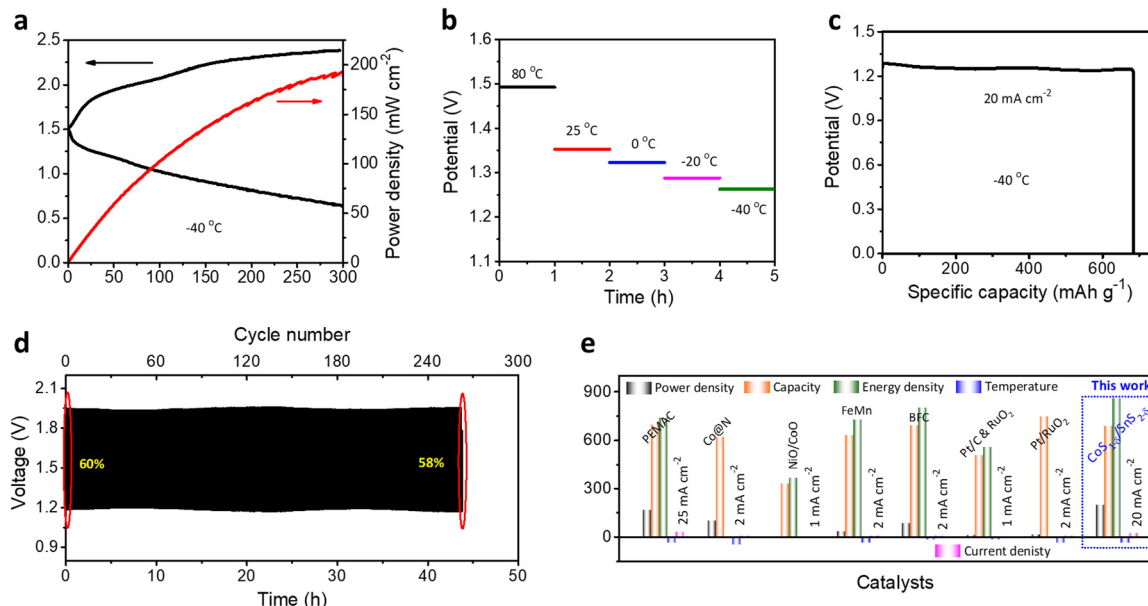 a
2.5
2.0
1.5
1.0
0.5
0.0
0
50
100
150
200
250
300
200
150
100
50
0
Power density (mW cm-2)
-40 °C
b
1.6
1.5
1.4
1.3
1.2
1.1
Potential (V)
80 °C
25 °C
0 °C
-20 °C
-40 °C
0
1
2
3
4
5
Time (h)
c
1.5
1.2
0.9
0.6
0.3
0.0
Potential (V)
20 mA cm-2
-40 °C
0
200
400
600
Specific capacity (mAh g-1)
d
Cycle number
0
60
120
180
240
300
2.1
1.8
1.5
1.2
0.9
Voltage (V)
60%
58%
0
10
20
30
40
50
Time (h)
e
900
600
300
0
Power density
Capacity
Energy density
Temperature
This work
PEMAC
Co@N
NiO/CoO
FeMn
BFC
Pt/C & RuO2
Pt/RuO2
CoS1-δ/SnS2-δ
25 mA cm-2
2 mA cm-2
1 mA cm-2
2 mA cm-2
2 mA cm-2
1 mA cm-2
2 mA cm-2
20 mA cm-2
Current denisty
Catalysts